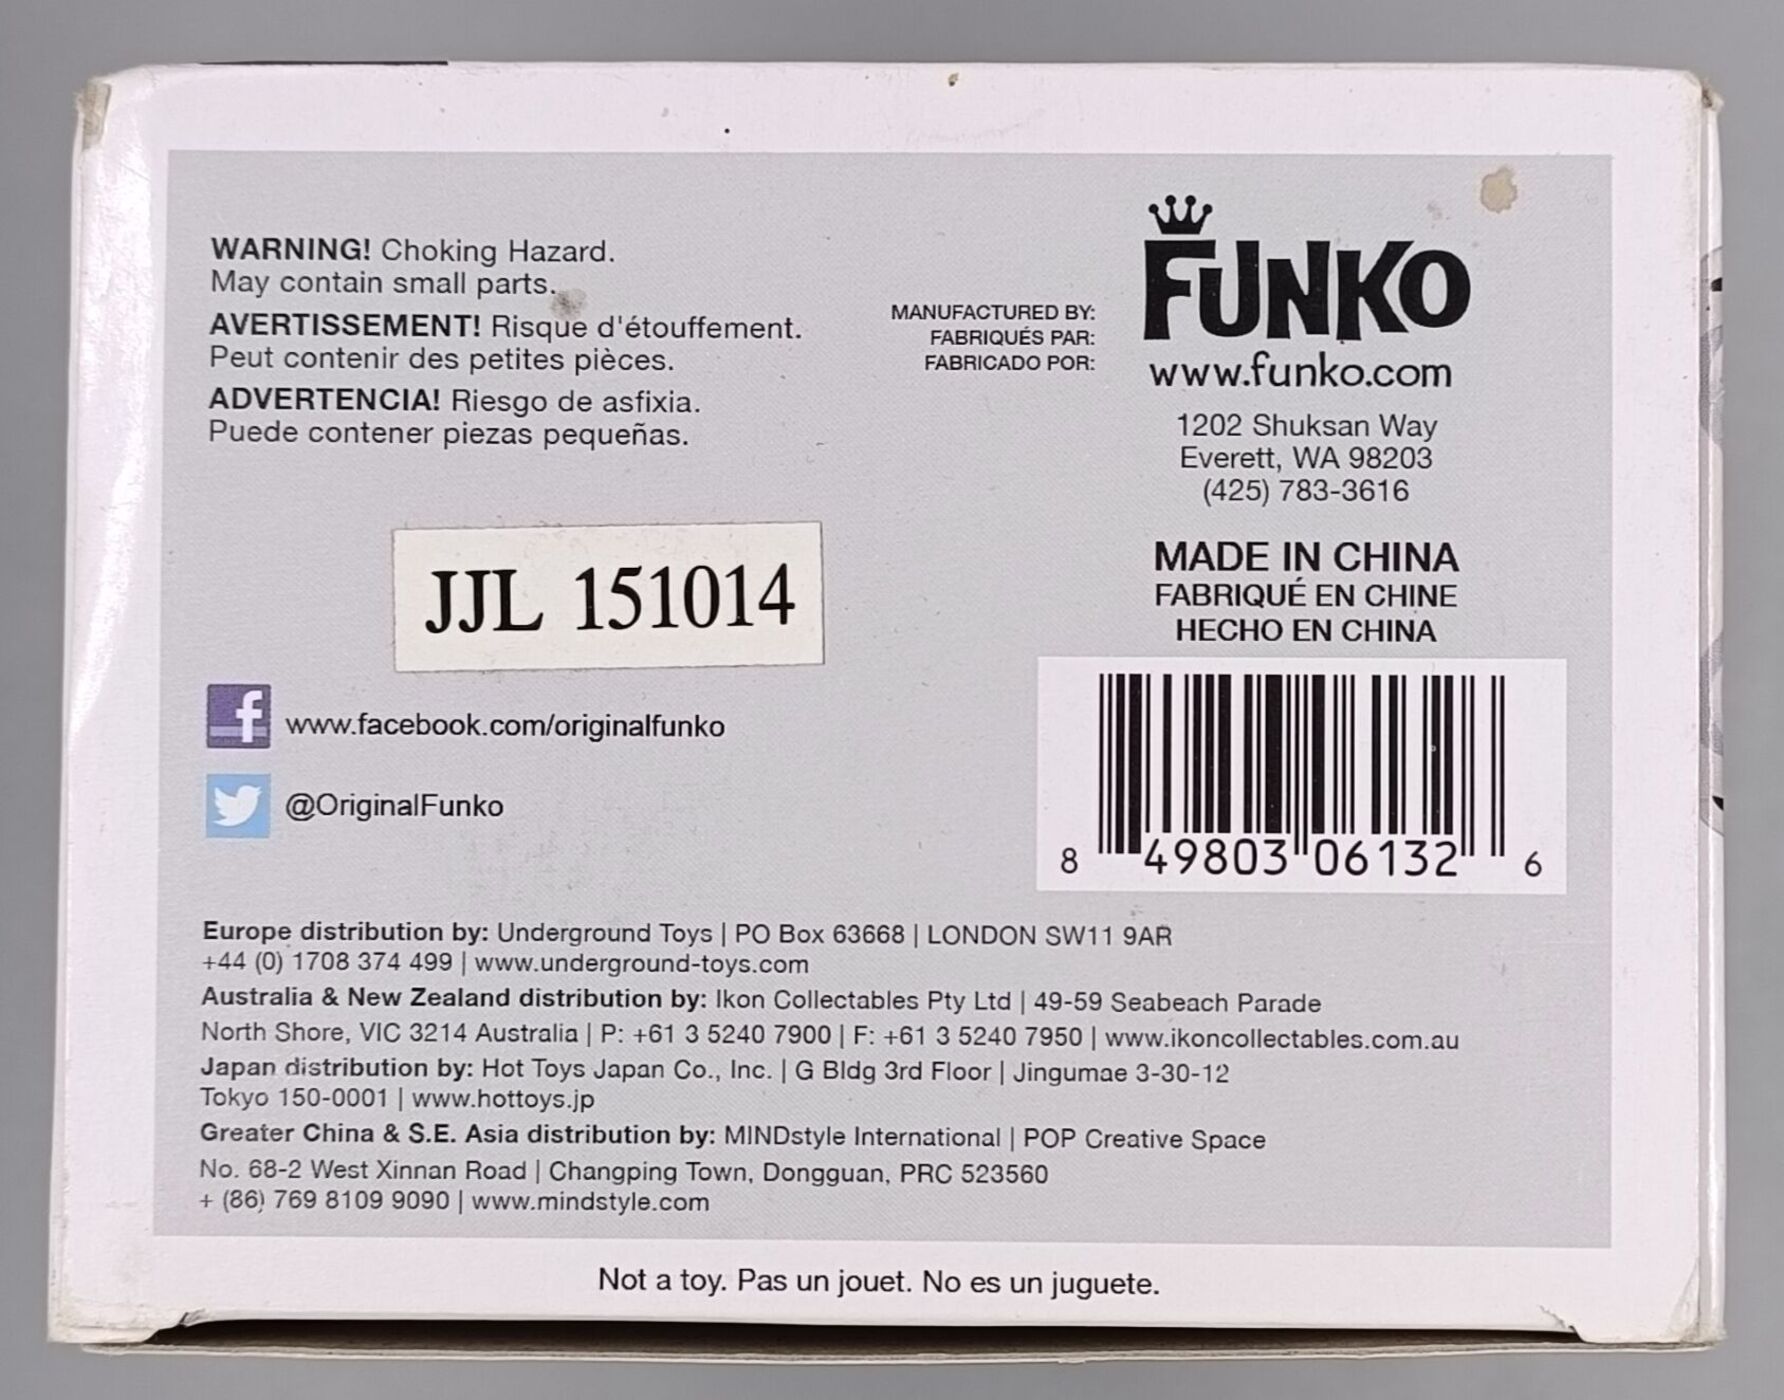 WARNING! Choking Hazard.
May contain small parts.
AVERTISSEMENT! Risque d'étouffement.
Peut contenir des petites pièces.
ADVERTENCIA! Riesgo de asfixia.
Puede contener piezas pequeñas.
MANUFACTURED BY:
FABRIQUÉS PAR:
FABRICADO POR:
FUNKO
www.funko.com
1202 Shuksan Way
Everett, WA 98203
(425) 783-3616
MADE IN CHINA
FABRIQUÉ EN CHINE
HECHO EN CHINA
JJL 151014
www.facebook.com/originalfunko
@OriginalFunko
8 49803 06132 6
Europe distribution by: Underground Toys | PO Box 63668 | LONDON SW11 9AR
+44 (0) 1708 374 499 | www.underground-toys.com
Australia & New Zealand distribution by: Ikon Collectables Pty Ltd | 49-59 Seabeach Parade
North Shore, VIC 3214 Australia | P: +61 3 5240 7900 | F: +61 3 5240 7950 | www.ikoncollectables.com.au
Japan distribution by: Hot Toys Japan Co., Inc. | G Bldg 3rd Floor | Jingumae 3-30-12
Tokyo 150-0001 | www.hottoys.jp
Greater China & S.E. Asia distribution by: MINDstyle International | POP Creative Space
No. 68-2 West Xinnan Road | Changping Town, Dongguan, PRC 523560
+ (86) 769 8109 9090 | www.mindstyle.com
Not a toy. Pas un jouet. No es un juguete.